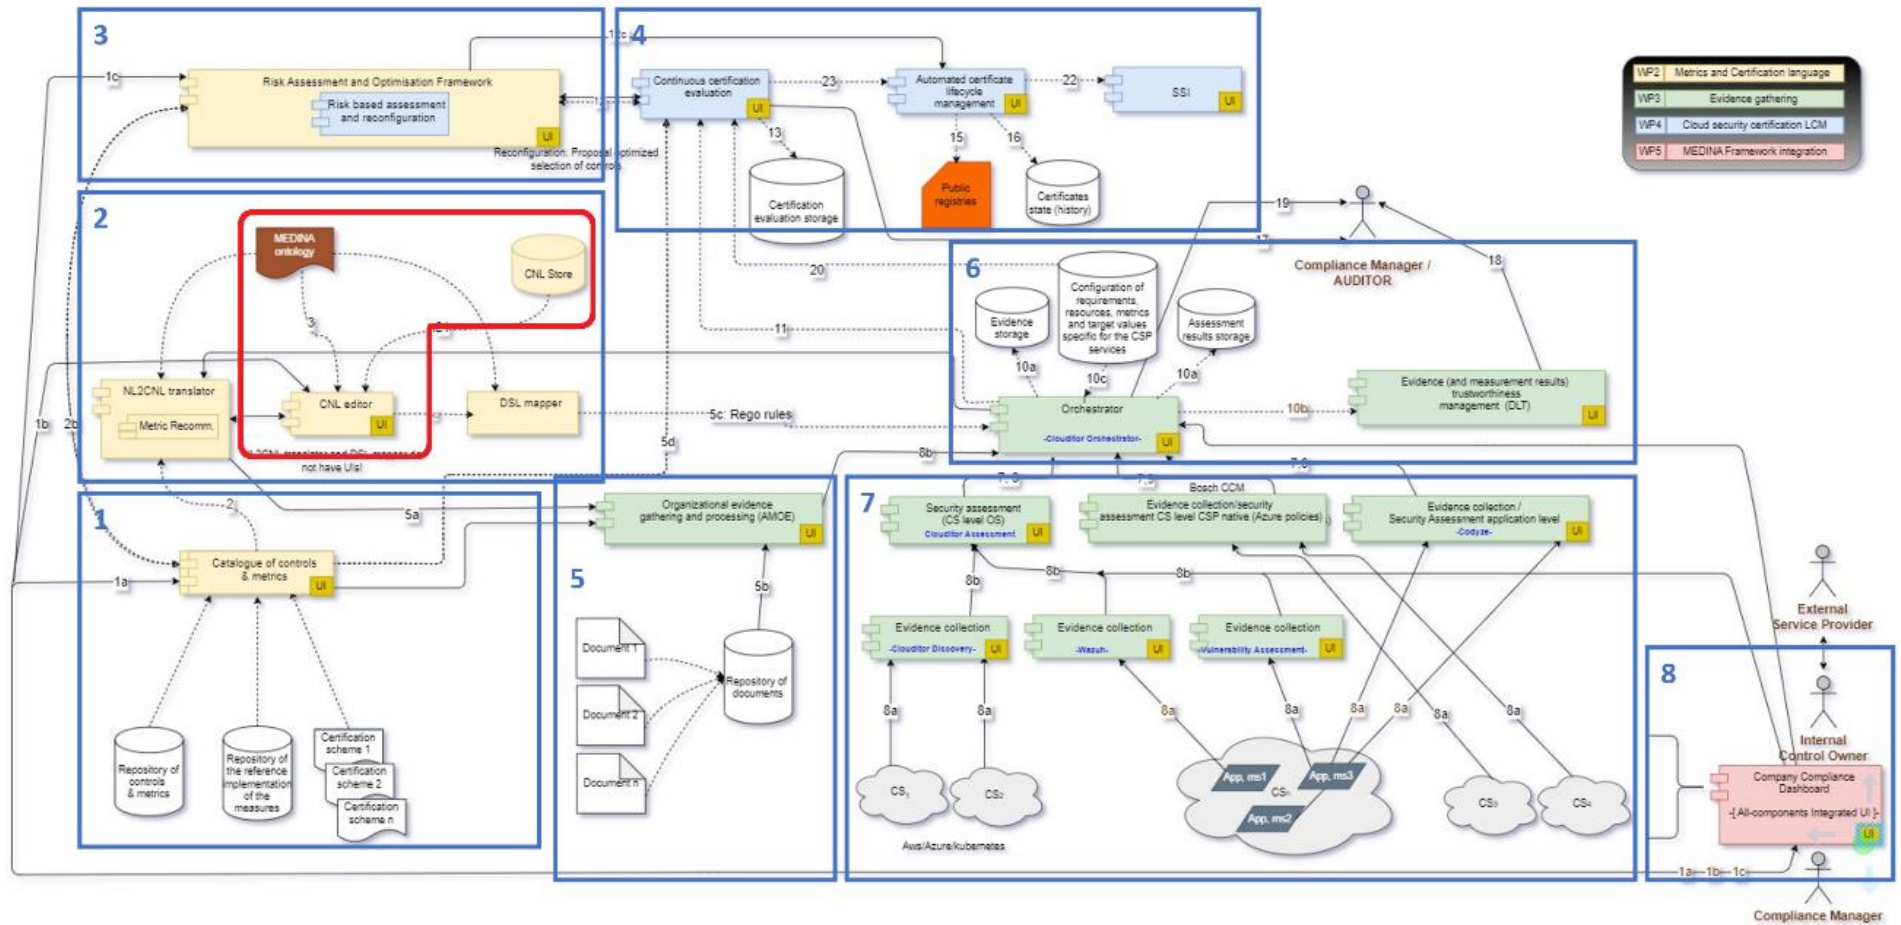 3
1c
Risk Assessment and Optimisation Framework
Risk based assessment
and reconfiguration
UI
Reconfiguration: Proposal optimized
selection of controls
4
Continuous certification
evaluation
UI
23
Automated certificate
lifecycle
management
UI
22
SSI
UI
13
15
16
Certification
evaluation storage
Public
registries
Certificates
state (history)
WP2
Metrics and Certification language
WP3
Evidence gathering
WP4
Cloud security certification LCM
WP5
MEDINA Framework integration
19
17
18
Compliance Manager /
AUDITOR
2
MEDINA
ontology
CNL Store
3
NL2CNL translator
Metric Recomm.
CNL editor
UI
DSL mapper
not have UIs!
1b
2b
5c: Rego rules
5d
20
11
6
Evidence
storage
Configuration of
requirements,
resources, metrics
and target values
specific for the CSP
services
Assessment
results storage
10a
10c
10a
Orchestrator
-Clouditor Orchestrator-
UI
10b
Evidence (and measurement results)
trustworthiness
management (DLT)
UI
8b
1
2
5a
1a
Catalogue of controls
& metrics
UI
Repository of
controls
& metrics
Repository of
the reference
implementation
of the
measures
Certification
scheme 1
Certification
scheme 2
Certification
scheme n
Organizational evidence
gathering and processing (AMOE)
UI
5
5b
Document 1
Document 2
Document n
Repository of
documents
7
Security assessment
(CS level OS)
Clouditor Assessment
UI
Bosch CCM
Evidence collection/security
assessment CS level CSP native (Azure policies)
UI
Evidence collection /
Security Assessment application level
-Codyze-
UI
8b
8b
8b
Evidence collection
-Clouditor Discovery-
UI
Evidence collection
-Wazuh-
UI
Evidence collection
-Vulnerability Assessment-
UI
8a
8a
8a
8a
8a
8a
8a
8a
CS1
CS2
App, ms1
App, ms3
App, ms2
CS3
CS4
Aws/Azure/kubernetes
External
Service Provider
8
Internal
Control Owner
Company Compliance
Dashboard
-[ All-components Integrated UI ]-
UI
1a
1b
1c
Compliance Manager